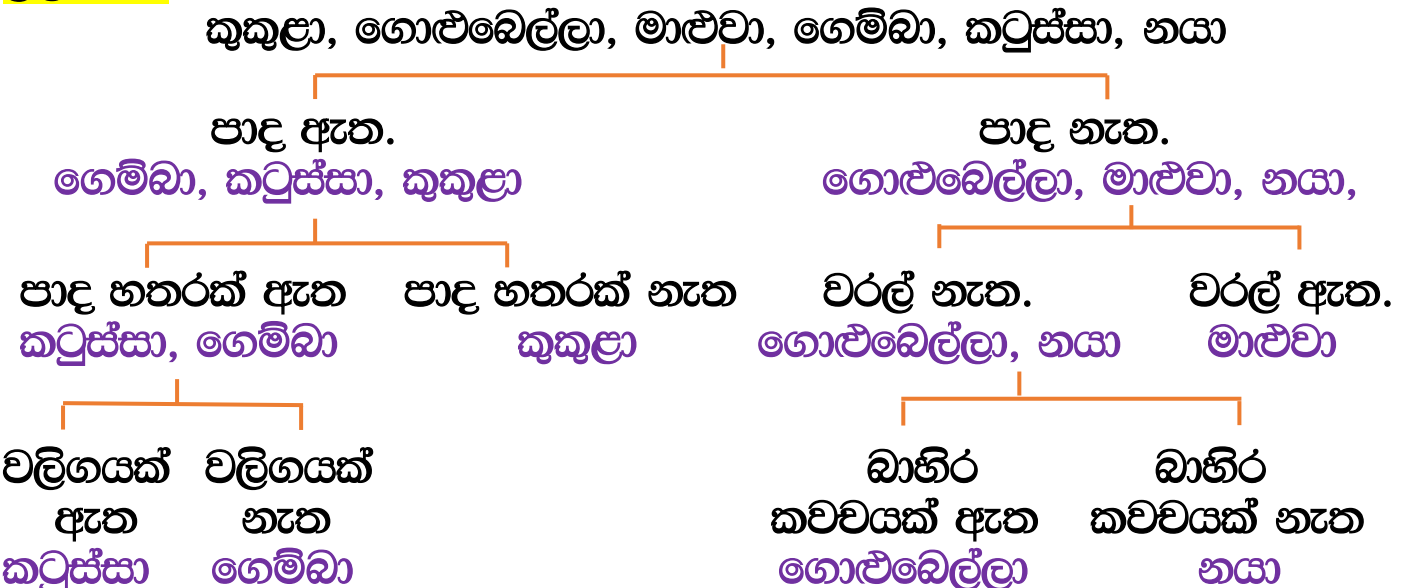 කුකුළා, ගොළුබෙල්ලා, මාළුවා, ගෙම්බා, කටුස්සා, නයා
පාද ඇත.
ගෙම්බා, කටුස්සා, කුකුළා
පාද නැත.
ගොළුබෙල්ලා, මාළුවා, නයා,
පාද හතරක් ඇත
කටුස්සා, ගෙම්බා
පාද හතරක් නැත
කුකුළා
වරල් නැත.
ගොළුබෙල්ලා, නයා
වරල් ඇත.
මාළුවා
වලිගයක්
ඇත
කටුස්සා
වලිගයක්
නැත
ගෙම්බා
බාහිර
කවචයක් ඇත
ගොළුබෙල්ලා
බාහිර
කවචයක් නැත
නයා